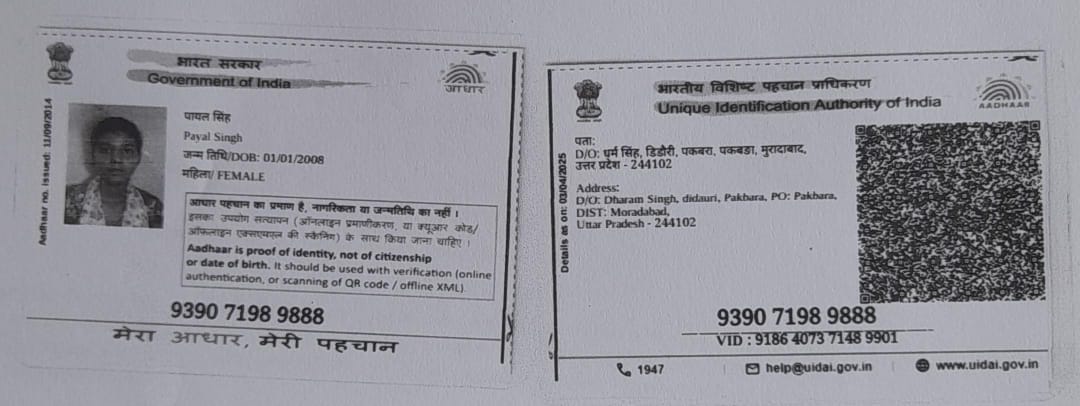 भारत सरकार
Government of India
आधार
Aadhaar no. issued: 11/09/2014
पायल सिंह
Payal Singh
जन्म तिथि/DOB: 01/01/2008
महिला/ FEMALE
आधार पहचान का प्रमाण है, नागरिकता या जन्मतिथि का नहीं ।
इसका उपयोग सत्यापन (ऑनलाइन प्रमाणीकरण, या क्यूआर कोड/
ऑफलाइन एक्सएमएल की स्कैनिंग) के साथ किया जाना चाहिए ।
Aadhaar is proof of identity, not of citizenship
or date of birth. It should be used with verification (online
authentication, or scanning of QR code / offline XML).
9390 7198 9888
मेरा आधार, मेरी पहचान
भारतीय विशिष्ट पहचान प्राधिकरण
Unique Identification Authority of India
AADHAAR
Details as on: 03/04/2025
पता:
D/O: धर्म सिंह, डिडौरी, पकबरा, पकबड़ा, मुरादाबाद,
उत्तर प्रदेश - 244102
Address:
D/O: Dharam Singh, didauri, Pakbara, PO: Pakbara,
DIST: Moradabad,
Uttar Pradesh - 244102
9390 7198 9888
VID : 9186 4073 7148 9901
1947
help@uidai.gov.in
www.uidai.gov.in